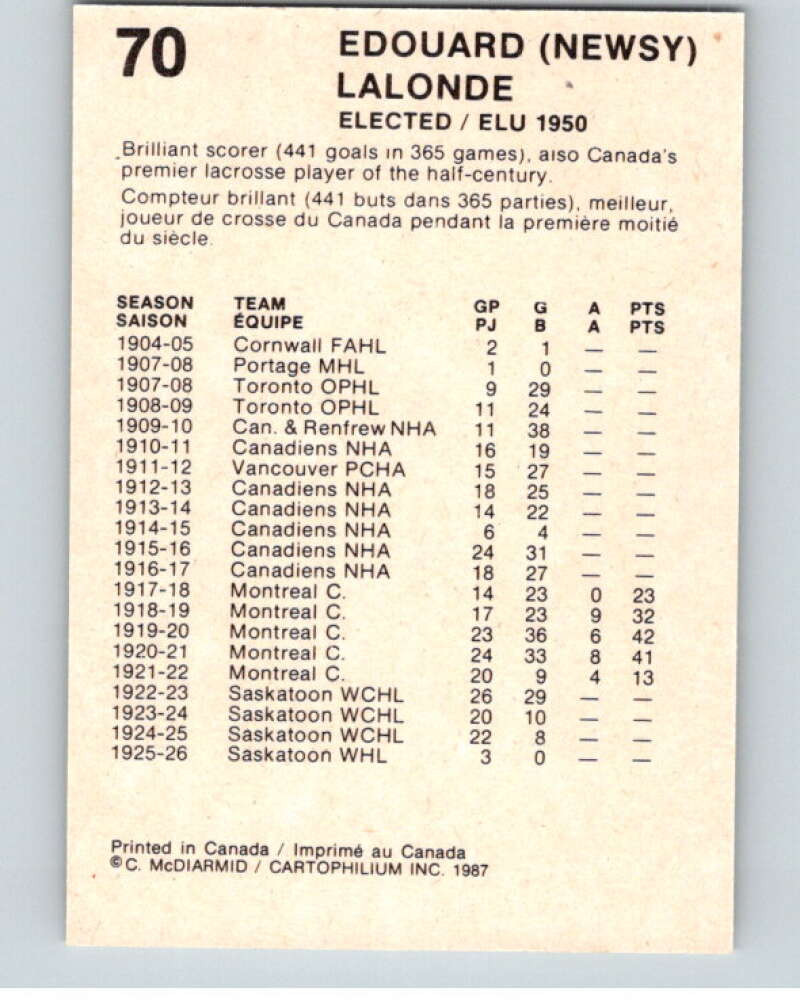 70
EDOUARD (NEWSY)
LALONDE
ELECTED / ELU 1950
Brilliant scorer (441 goals in 365 games), also Canada's
premier lacrosse player of the half-century.
Compteur brillant (441 buts dans 365 parties), meilleur,
joueur de crosse du Canada pendant la première moitié
du siècle.
SEASON TEAM GP G A PTS
SAISON ÉQUIPE PJ B A PTS
1904-05 Cornwall FAHL 2 1 — —
1907-08 Portage MHL 1 0 — —
1907-08 Toronto OPHL 9 29 — —
1908-09 Toronto OPHL 11 24 — —
1909-10 Can. & Renfrew NHA 11 38 — —
1910-11 Canadiens NHA 16 19 — —
1911-12 Vancouver PCHA 15 27 — —
1912-13 Canadiens NHA 18 25 — —
1913-14 Canadiens NHA 14 22 — —
1914-15 Canadiens NHA 6 4 — —
1915-16 Canadiens NHA 24 31 — —
1916-17 Canadiens NHA 18 27 — —
1917-18 Montreal C. 14 23 0 23
1918-19 Montreal C. 17 23 9 32
1919-20 Montreal C. 23 36 6 42
1920-21 Montreal C. 24 33 8 41
1921-22 Montreal C. 20 9 4 13
1922-23 Saskatoon WCHL 26 29 — —
1923-24 Saskatoon WCHL 20 10 — —
1924-25 Saskatoon WCHL 22 8 — —
1925-26 Saskatoon WHL 3 0 — —
Printed in Canada / Imprimé au Canada
©C. McDIARMID / CARTOPHILIUM INC. 1987